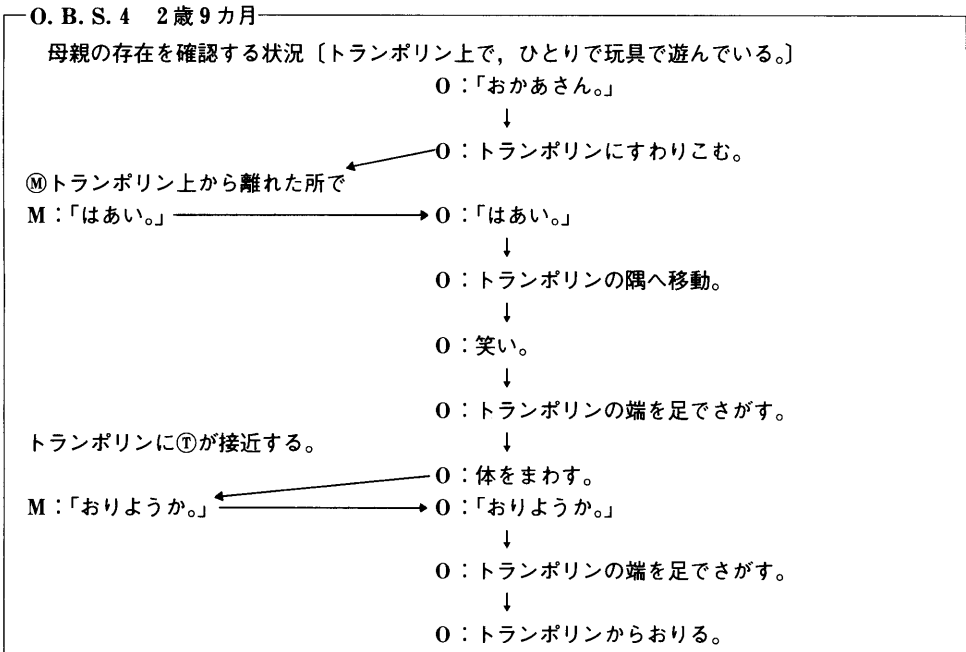 O. B. S. 4 2歳9カ月
母親の存在を確認する状況〔トランポリン上で，ひとりで玩具で遊んでいる。〕
O：「おかあさん。」
↓
O：トランポリンにすわりこむ。
Ⓜトランポリン上から離れた所で
M：「はあい。」→O：「はあい。」
↓
O：トランポリンの隅へ移動。
↓
O：笑い。
↓
O：トランポリンの端を足でさがす。
トランポリンにⓉが接近する。 ↓
O：体をまわす。
M：「おりようか。」→O：「おりようか。」
↓
O：トランポリンの端を足でさがす。
↓
O：トランポリンからおりる。